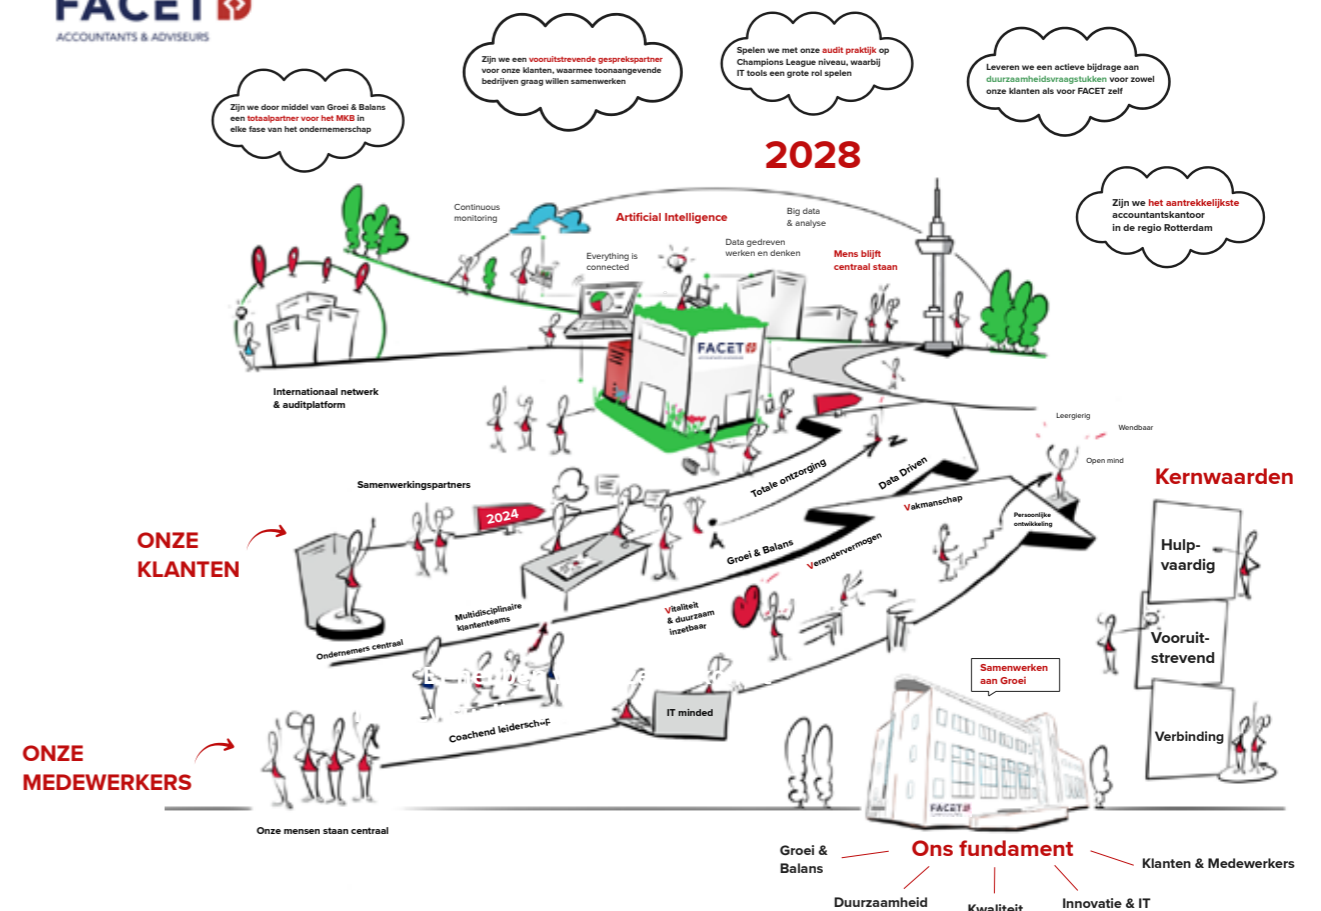 FACET
ACCOUNTANTS & ADVISEURS
Zijn we door middel van Groei & Balans
een totaalpartner voor het MKB in
elke fase van het ondernemerschap
Zijn we een vooruitstrevende gesprekspartner
voor onze klanten, waarmee toonaangevende
bedrijven graag willen samenwerken
Spelen we met onze audit praktijk op
Champions League niveau, waarbij
IT tools een grote rol spelen
Leveren we een actieve bijdrage aan
duurzaamheidsvraagstukken voor zowel
onze klanten als voor FACET zelf
Zijn we het aantrekkelijkste
accountantskantoor
in de regio Rotterdam
2028
Continuous
monitoring
Artificial Intelligence
Big data
& analyse
Everything is
connected
Data gedreven
werken en denken
Mens blijft
centraal staan
FACET
Internationaal netwerk
& auditplatform
Samenwerkingspartners
2024
ONZE
KLANTEN
Ondernemers centraal
Multidisciplinaire
klantenteams
Totale ontzorging
A
Z
Data Driven
Groei & Balans
Vakmanschap
Verandervermogen
Vitaliteit
& duurzaam
inzetbaar
Persoonlijke
ontwikkeling
Leergierig
Wendbaar
Open mind
Kernwaarden
Hulp-
vaardig
Vooruit-
strevend
Verbinding
Coachend leiderschap
IT minded
ONZE
MEDEWERKERS
Onze mensen staan centraal
Samenwerken
aan Groei
FACET
Ons fundament
Groei &
Balans
Duurzaamheid
Kwaliteit
Innovatie & IT
Klanten & Medewerkers